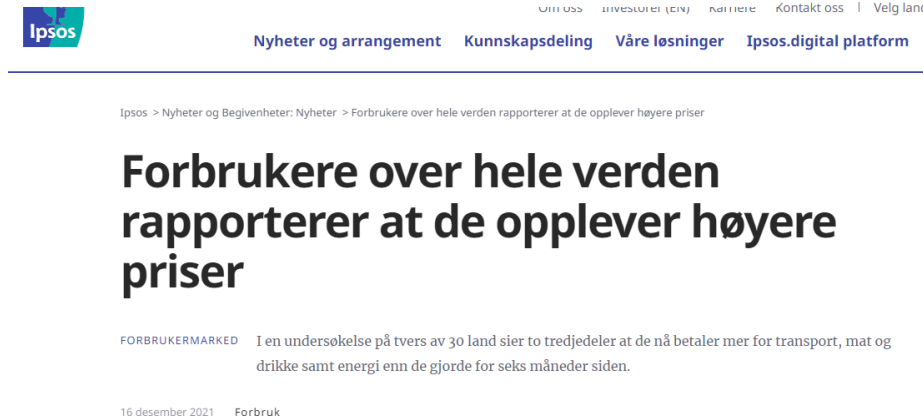 Om oss Investorer (EN) Karriere Kontakt oss | Velg land
Ipsos
Nyheter og arrangement Kunnskapsdeling Våre løsninger Ipsos.digital platform
Ipsos > Nyheter og Begivenheter: Nyheter > Forbrukere over hele verden rapporterer at de opplever høyere priser
Forbrukere over hele verden
rapporterer at de opplever høyere
priser
FORBRUKERMARKED I en undersøkelse på tvers av 30 land sier to tredjedeler at de nå betaler mer for transport, mat og
drikke samt energi enn de gjorde for seks måneder siden.
16 desember 2021 Forbruk